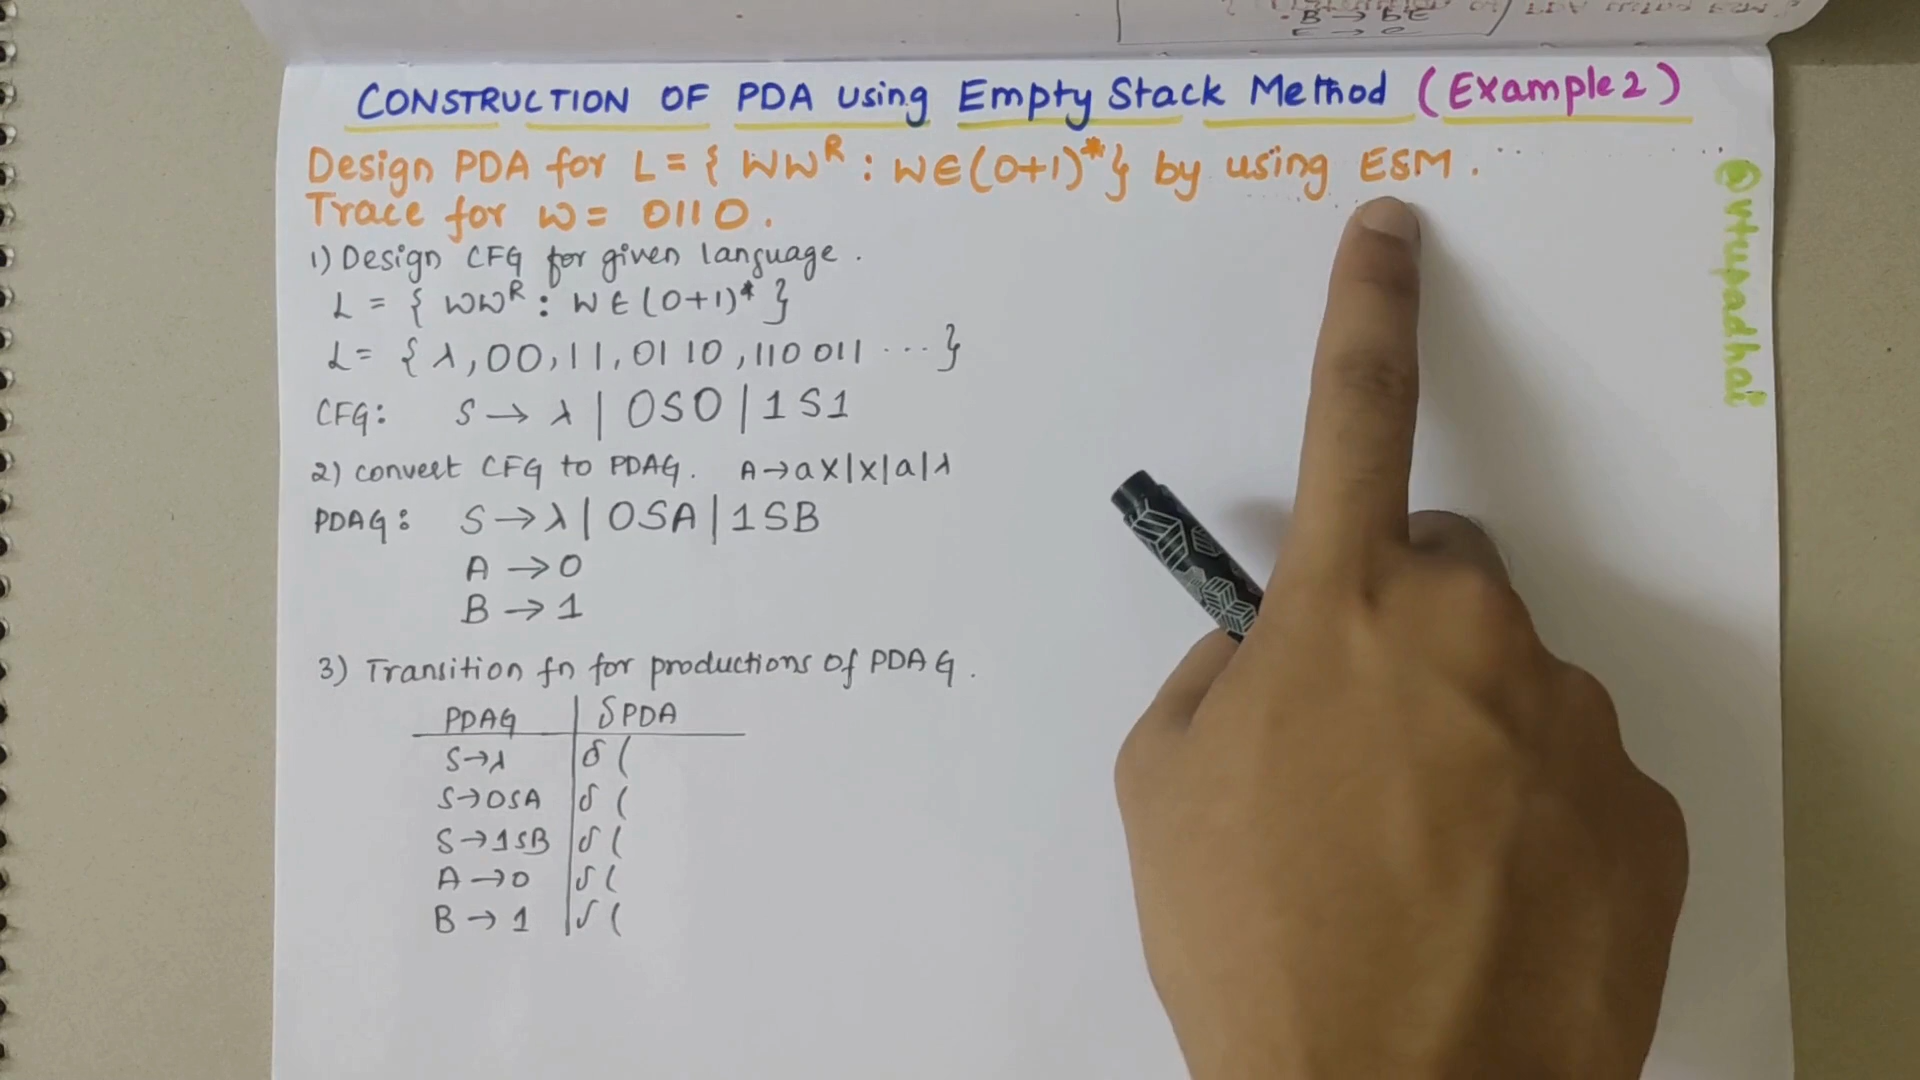 B → bE
CONSTRUCTION OF PDA using Empty Stack Method (Example 2)
Design PDA for L = { WW^R : W∈(0+1)* } by using ESM.
Trace for w = 0110.
1) Design CFG for given language.
L = { WW^R : W∈(0+1)* }
L = { λ, 00, 11, 0110, 110011 ... }
CFG: S → λ | 0S0 | 1S1
2) convert CFG to PDAG. A → aX|X|a|λ
PDAG: S → λ | 0SA | 1SB
A → 0
B → 1
3) Transition fn for productions of PDAG.
PDAG | δPDA
S→λ | δ (
S→0SA | δ (
S→1SB | δ (
A→0 | δ (
B→1 | δ (
@vtupadhai